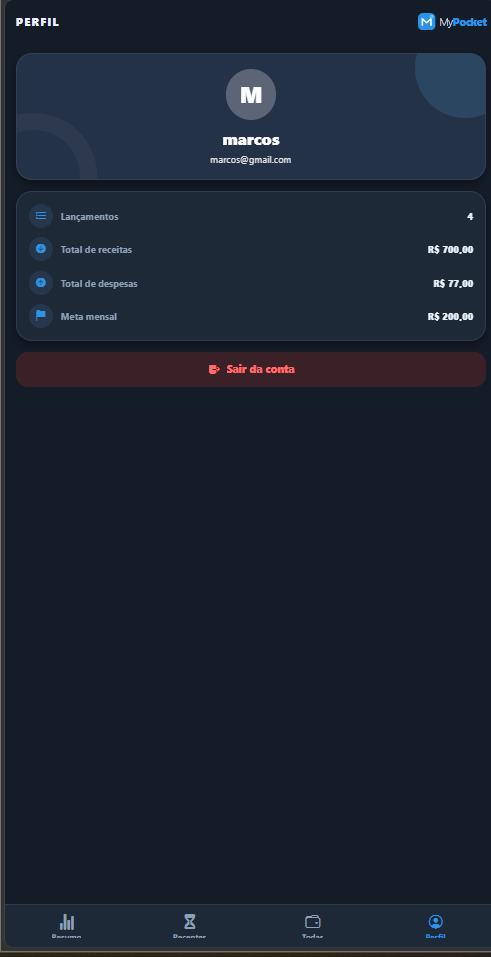 PERFIL
M MyPocket
M
marcos
marcos@gmail.com
Lançamentos 4
Total de receitas R$ 700,00
Total de despesas R$ 77,00
Meta mensal R$ 200,00
Sair da conta
Resumo Recentes Todas Perfil